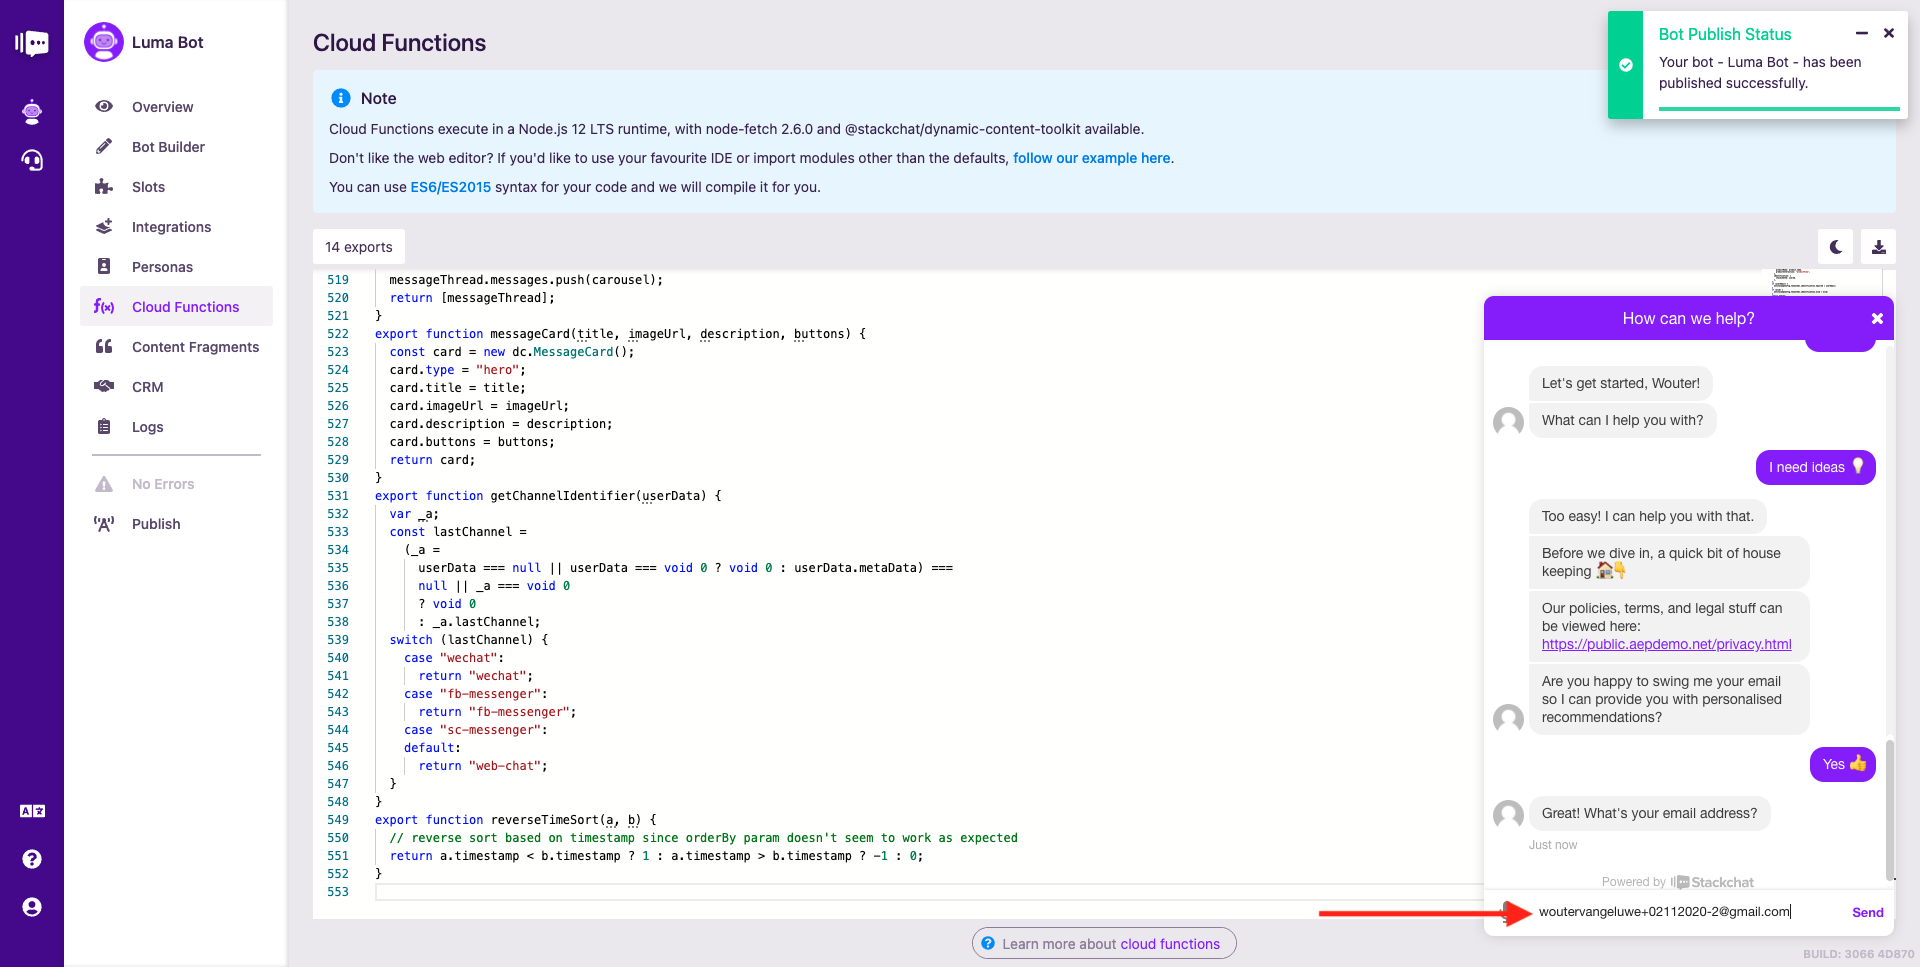 Luma Bot
Overview
Bot Builder
Slots
Integrations
Personas
f(x) Cloud Functions
Content Fragments
CRM
Logs
No Errors
Publish
Cloud Functions
Note
Cloud Functions execute in a Node.js 12 LTS runtime, with node-fetch 2.6.0 and @stackchat/dynamic-content-toolkit available.
Don't like the web editor? If you'd like to use your favourite IDE or import modules other than the defaults, follow our example here.
You can use ES6/ES2015 syntax for your code and we will compile it for you.
Bot Publish Status
Your bot - Luma Bot - has been
published successfully.
14 exports
519 messageThread.messages.push(carousel);
520 return [messageThread];
521 }
522 export function messageCard(title, imageUrl, description, buttons) {
523 const card = new dc.MessageCard();
524 card.type = "hero";
525 card.title = title;
526 card.imageUrl = imageUrl;
527 card.description = description;
528 card.buttons = buttons;
529 return card;
530 }
531 export function getChannelIdentifier(userData) {
532 var _a;
533 const lastChannel =
534 (_a =
535 userData === null || userData === void 0 ? void 0 : userData.metaData) ===
536 null || _a === void 0
537 ? void 0
538 : _a.lastChannel;
539 switch (lastChannel) {
540 case "wechat":
541 return "wechat";
542 case "fb-messenger":
543 return "fb-messenger";
544 case "sc-messenger":
545 default:
546 return "web-chat";
547 }
548 }
549 export function reverseTimeSort(a, b) {
550 // reverse sort based on timestamp since orderBy param doesn't seem to work as expected
551 return a.timestamp < b.timestamp ? 1 : a.timestamp > b.timestamp ? -1 : 0;
552 }
553
How can we help?
Let's get started, Wouter!
What can I help you with?
I need ideas 💡
Too easy! I can help you with that.
Before we dive in, a quick bit of house
keeping 🏠👇
Our policies, terms, and legal stuff can
be viewed here:
https://public.aepdemo.net/privacy.html
Are you happy to swing me your email
so I can provide you with personalised
recommendations?
Yes 👍
Great! What's your email address?
Just now
Powered by Stackchat
woutervangeluwe+02112020-2@gmail.com
Send
Learn more about cloud functions
BUILD: 3066 4D870